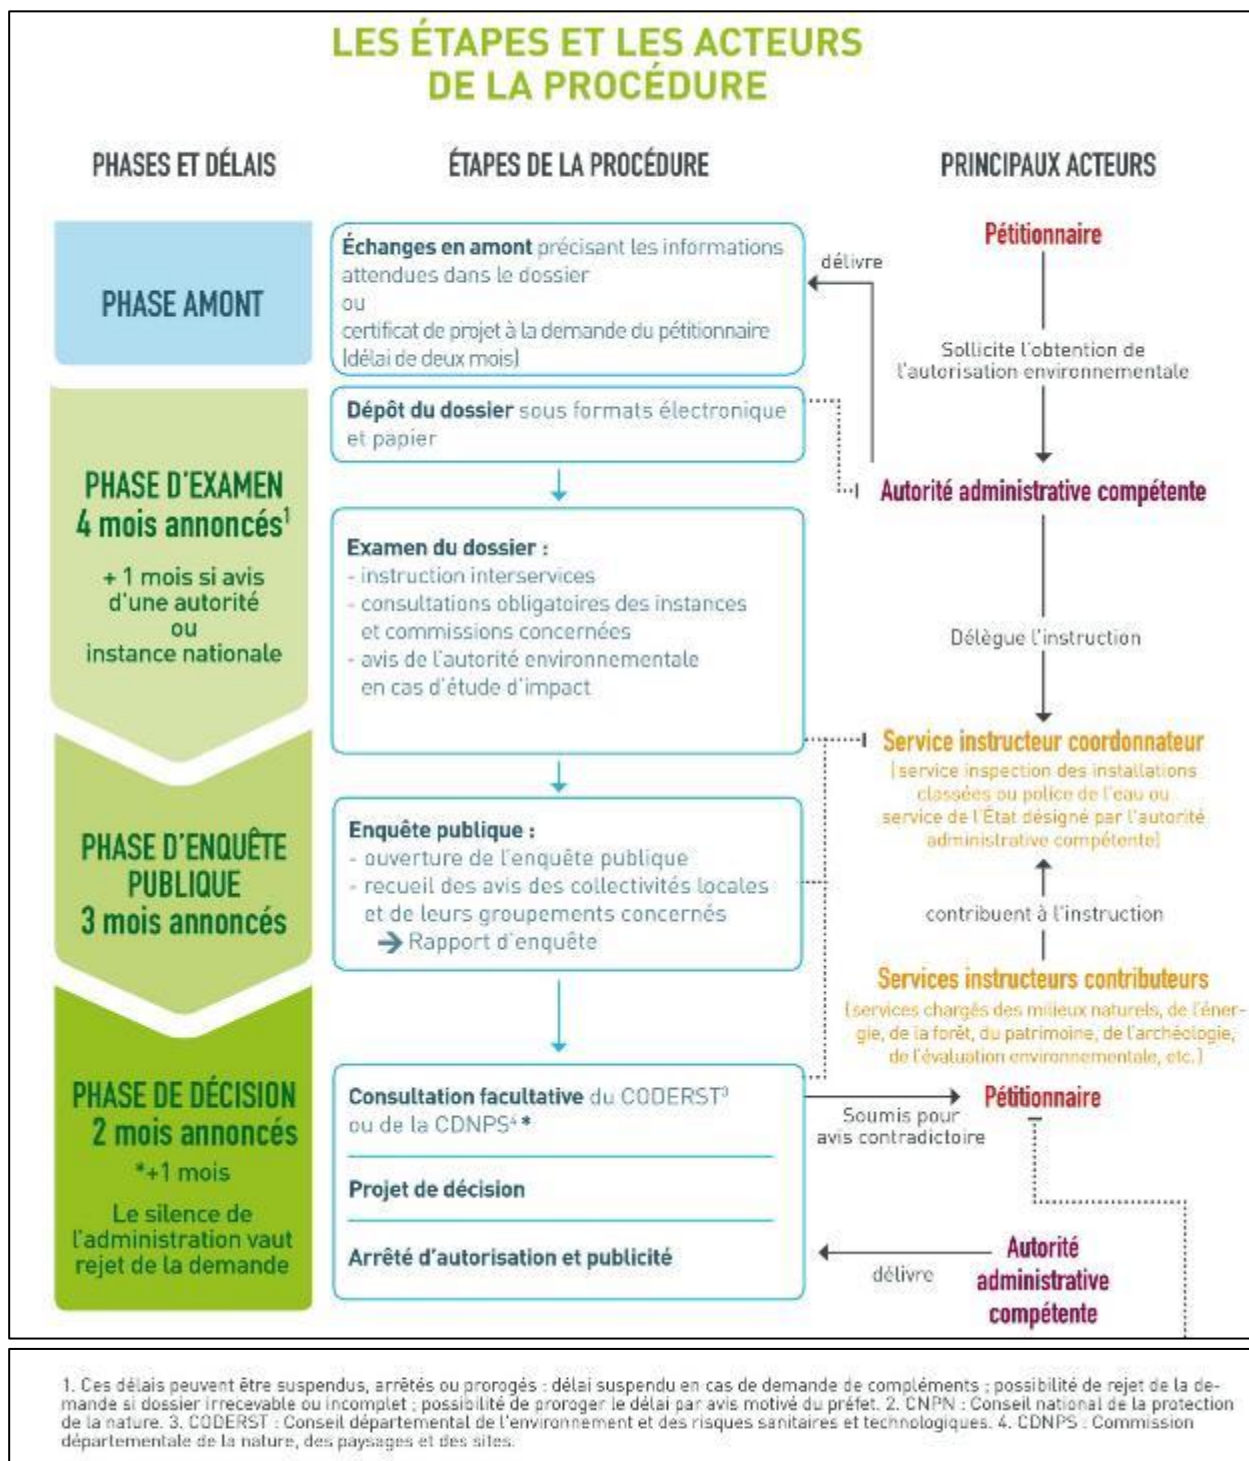 LES ÉTAPES ET LES ACTEURS
DE LA PROCÉDURE
PHASES ET DÉLAIS
ÉTAPES DE LA PROCÉDURE
PRINCIPAUX ACTEURS
PHASE AMONT
Échanges en amont précisant les informations
attendues dans le dossier
ou
certificat de projet à la demande du pétitionnaire
(délai de deux mois)
délivre
Pétitionnaire
Sollicite l'obtention de
l'autorisation environnementale
PHASE D'EXAMEN
4 mois annoncés¹
+ 1 mois si avis
d'une autorité
ou
instance nationale
Dépôt du dossier sous formats électronique
et papier
Autorité administrative compétente
Examen du dossier :
- instruction interservices
- consultations obligatoires des instances
et commissions concernées
- avis de l'autorité environnementale
en cas d'étude d'impact
Délègue l'instruction
Service instructeur coordonnateur
(service inspection des installations
classées ou police de l'eau ou
service de l'État désigné par l'autorité
administrative compétente)
PHASE D'ENQUÊTE
PUBLIQUE
3 mois annoncés
Enquête publique :
- ouverture de l'enquête publique
- recueil des avis des collectivités locales
et de leurs groupements concernés
→ Rapport d'enquête
contribuent à l'instruction
Services instructeurs contributeurs
(services chargés des milieux naturels, de l'éner-
gie, de la forêt, du patrimoine, de l'archéologie,
de l'évaluation environnementale, etc.)
PHASE DE DÉCISION
2 mois annoncés
*+1 mois
Le silence de
l'administration vaut
rejet de la demande
Consultation facultative du CODERST³
ou de la CDNPS⁴ *
Projet de décision
Arrêté d'autorisation et publicité
Soumis pour
avis contradictoire
Pétitionnaire
délivre
Autorité
administrative
compétente
1. Ces délais peuvent être suspendus, arrêtés ou prorogés : délai suspendu en cas de demande de compléments ; possibilité de rejet de la de-
mande si dossier irrecevable ou incomplet ; possibilité de proroger le délai par avis motivé du préfet. 2. CNPN : Conseil national de la protection
de la nature. 3. CODERST : Conseil départemental de l'environnement et des risques sanitaires et technologiques. 4. CDNPS : Commission
départementale de la nature, des paysages et des sites.